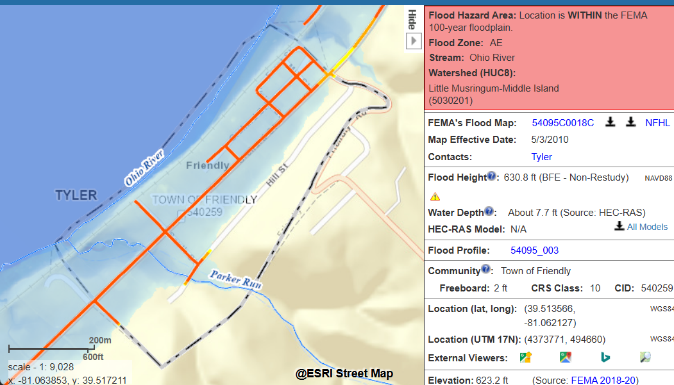 Hide
Ohio River
Friendly
TYLER
TOWN OF FRIENDLY
540259
Hill St
Parker Run
200m
600ft
scale - 1: 9,028
x: -81.063853, y: 39.517211
@ESRI Street Map
Flood Hazard Area: Location is WITHIN the FEMA
100-year floodplain.
Flood Zone: AE
Stream: Ohio River
Watershed (HUC8):
Little Musringum-Middle Island
(5030201)
FEMA's Flood Map: 54095C0018C NFHL
Map Effective Date: 5/3/2010
Contacts: Tyler
Flood Height: 630.8 ft (BFE - Non-Restudy) NAVD88
Water Depth: About 7.7 ft (Source: HEC-RAS)
HEC-RAS Model: N/A All Models
Flood Profile: 54095_003
Community: Town of Friendly
Freeboard: 2 ft CRS Class: 10 CID: 540259
Location (lat, long): (39.513566, WGS84
-81.062127)
Location (UTM 17N): (4373771, 494660) WGS84
External Viewers:
Elevation: 623.2 ft (Source: FEMA 2018-20)